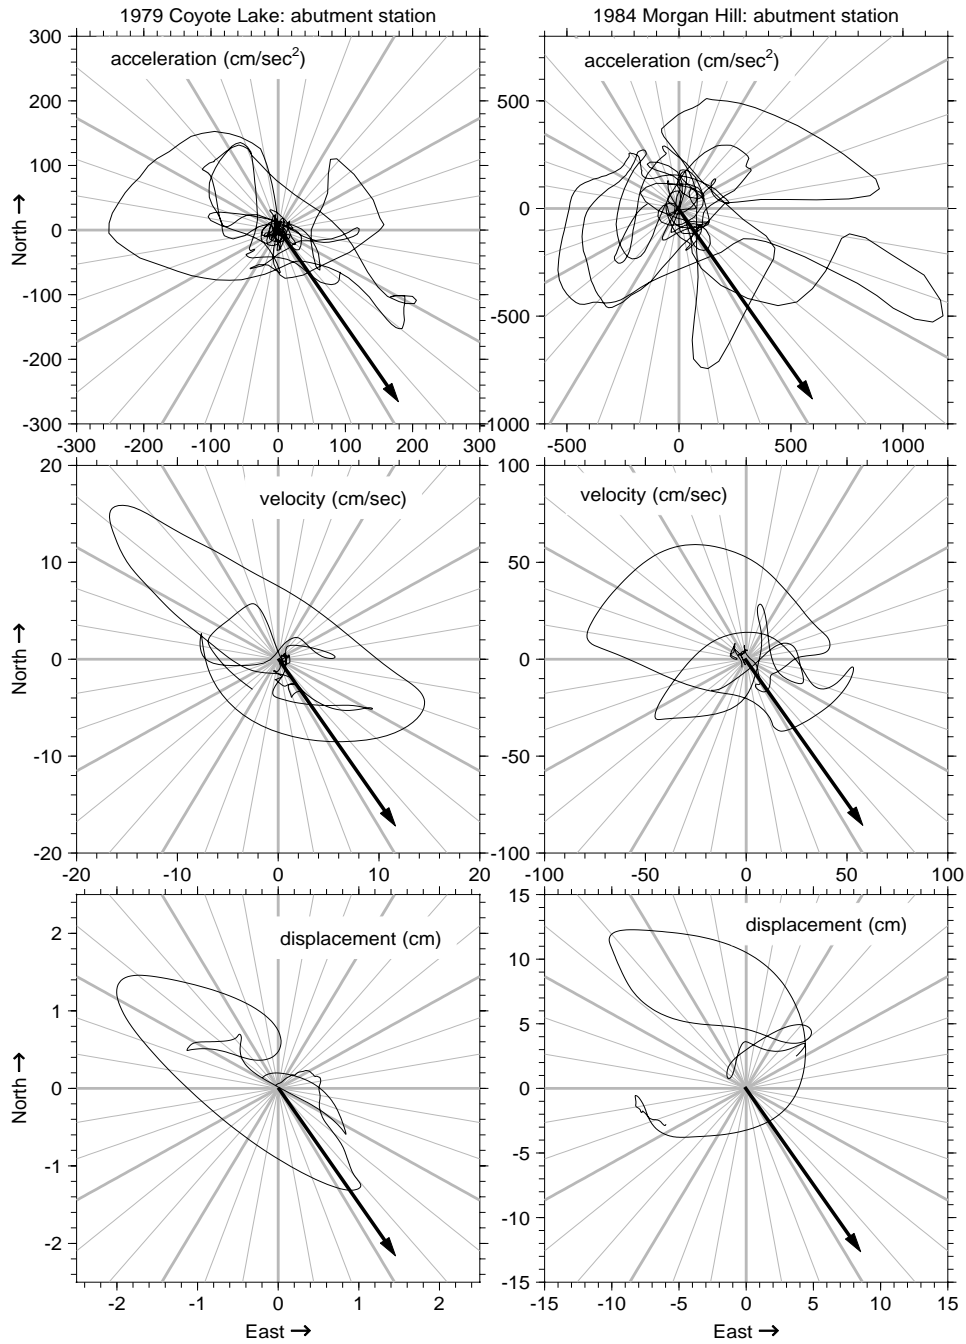 1979 Coyote Lake: abutment station
1984 Morgan Hill: abutment station
acceleration (cm/sec²)
300
200
100
0
-100
-200
-300
North →
-300 -200 -100 0 100 200 300
acceleration (cm/sec²)
500
0
-500
-1000
-500 0 500 1000
velocity (cm/sec)
20
10
0
-10
-20
North →
-20 -10 0 10 20
velocity (cm/sec)
100
50
0
-50
-100
-100 -50 0 50 100
displacement (cm)
2
1
0
-1
-2
North →
-2 -1 0 1 2
East →
displacement (cm)
15
10
5
0
-5
-10
-15
-15 -10 -5 0 5 10 15
East →